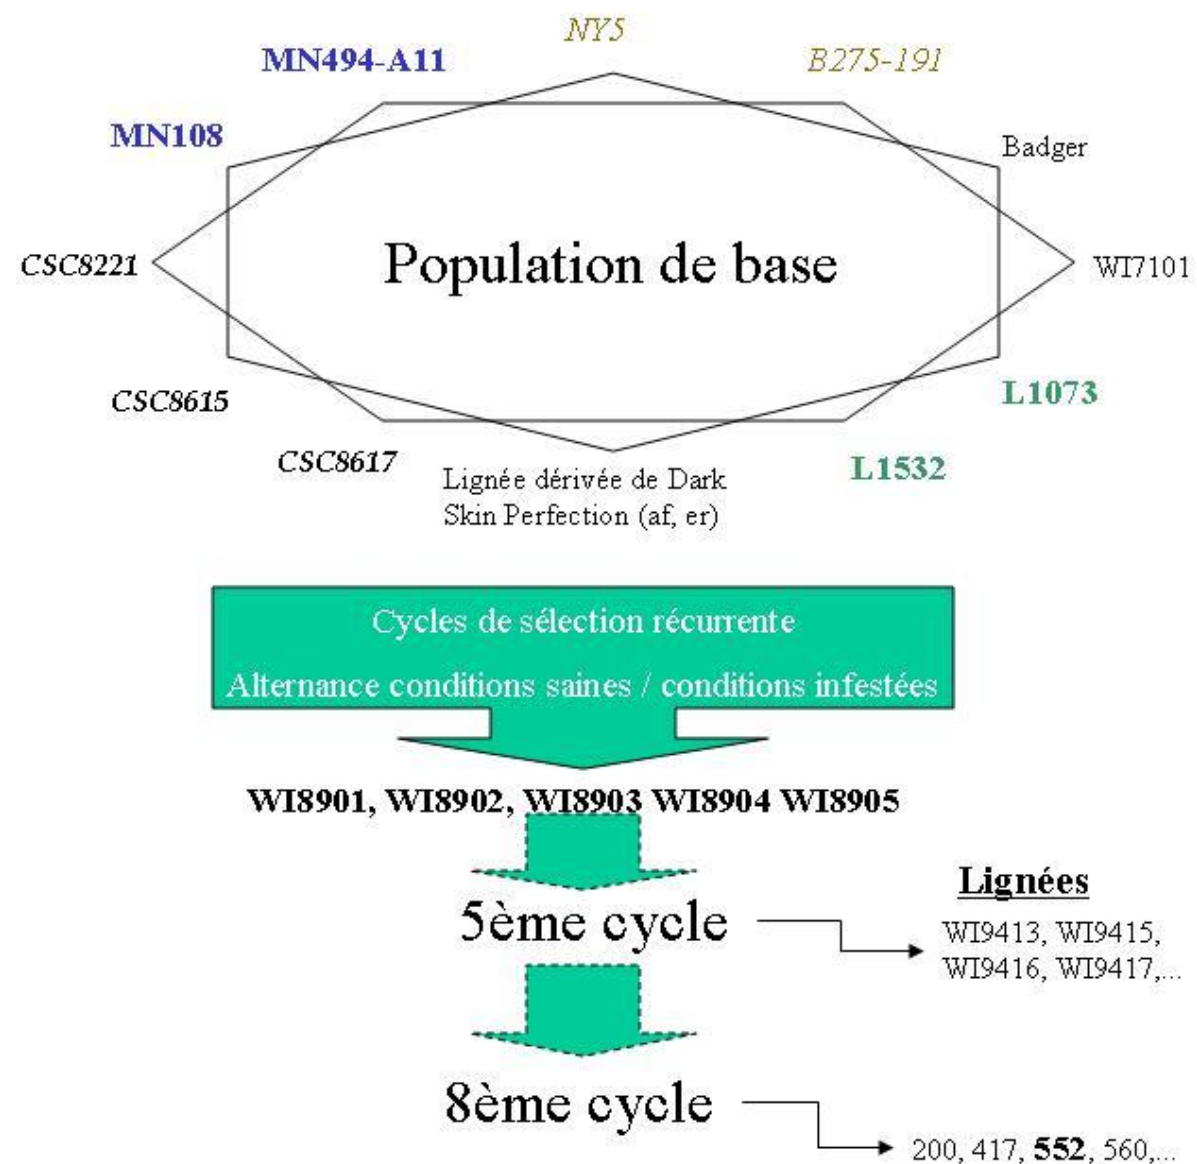 NY5
MN494-A11
B275-191
MN108
Badger
CSC8221
Population de base
WI7101
CSC8615
L1073
CSC8617
L1532
Lignée dérivée de Dark
Skin Perfection (af, er)
Cycles de sélection récurrente
Alternance conditions saines / conditions infestées
WI8901, WI8902, WI8903 WI8904 WI8905
5ème cycle
Lignées
WI9413, WI9415,
WI9416, WI9417,...
8ème cycle
200, 417, 552, 560,...